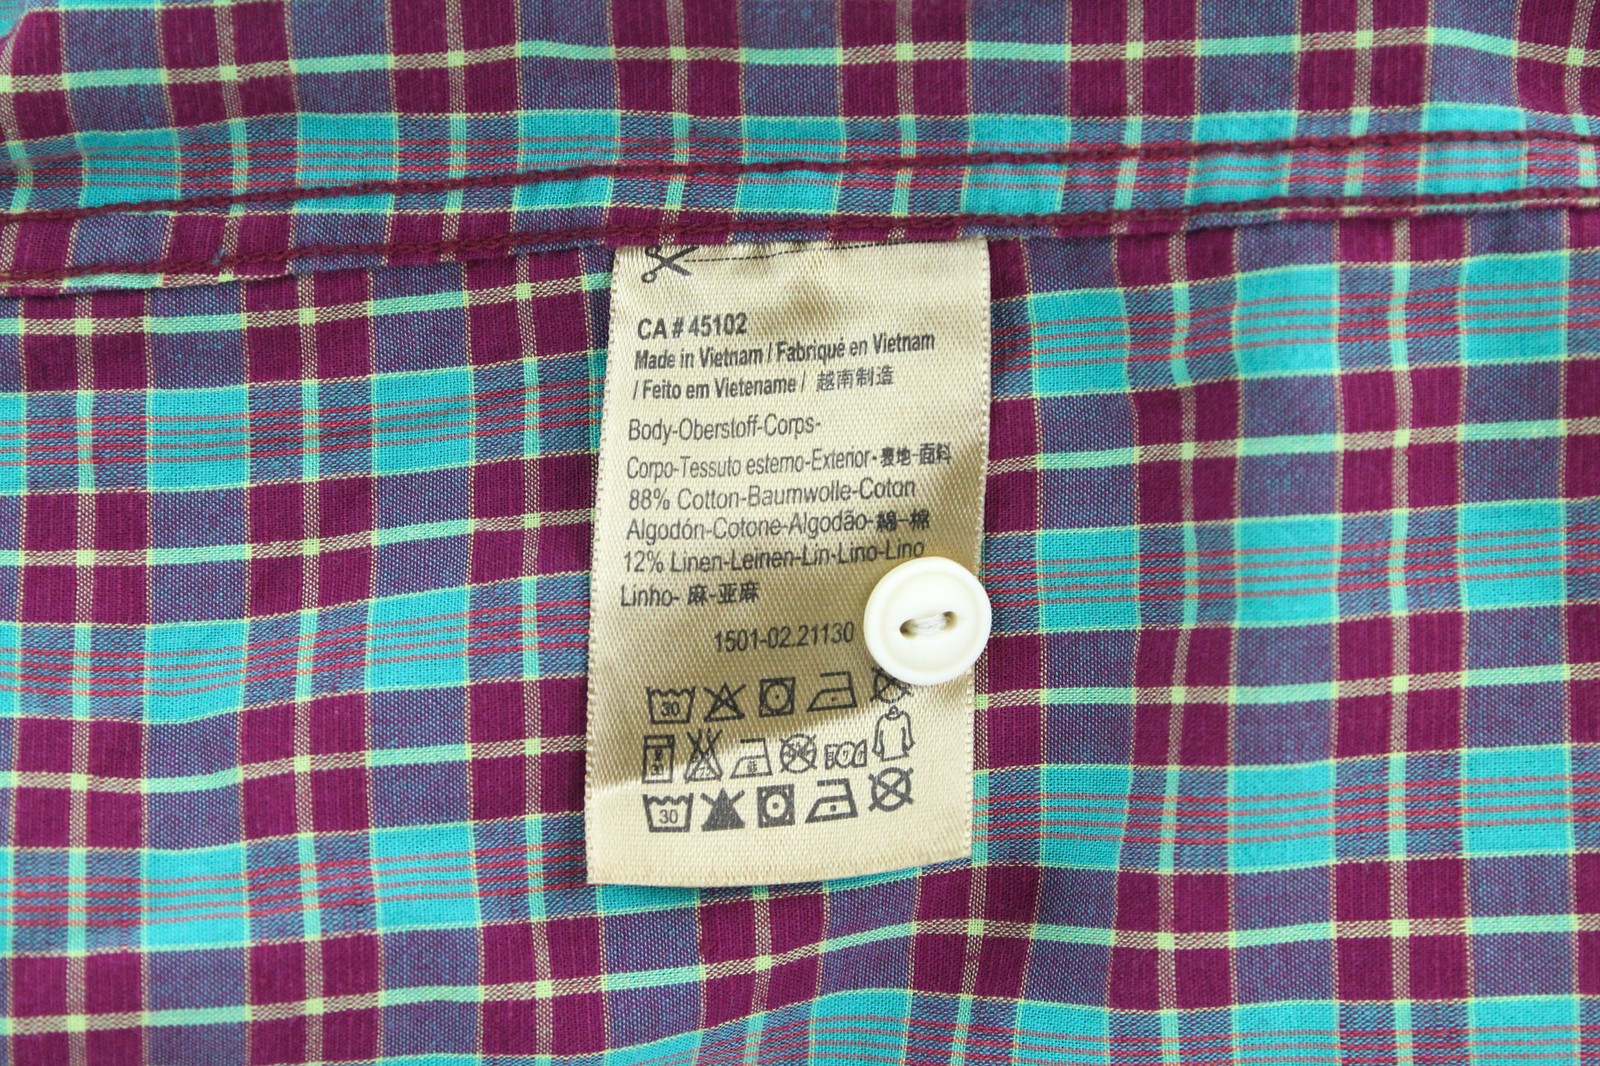 CA # 45102
Made in Vietnam / Fabriqué en Vietnam
/ Feito em Vietename / 越南制造
Body-Oberstoff-Corps-
Corpo-Tessuto esterno-Exterior-表地-面料
88% Cotton-Baumwolle-Coton
Algodón-Cotone-Algodão-綿-棉
12% Linen-Leinen-Lin-Lino-Lino
Linho- 麻-亚麻
1501-02.21130
30
30